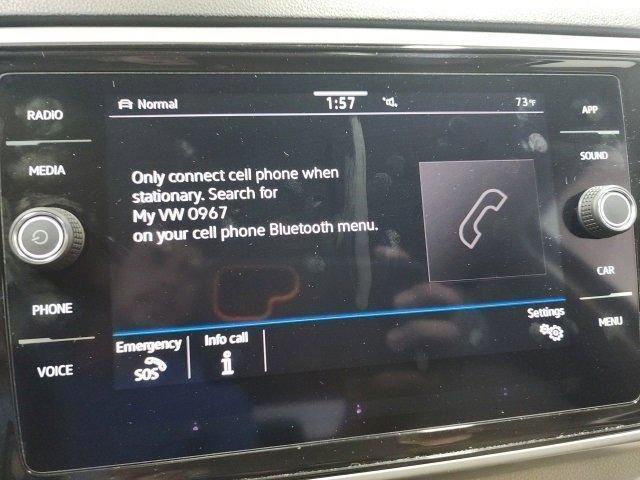 Normal 1:57 73°F
RADIO
MEDIA
PHONE
VOICE
Only connect cell phone when
stationary. Search for
My VW 0967
on your cell phone Bluetooth menu.
Emergency
SOS
Info call
i
Settings
APP
SOUND
CAR
MENU